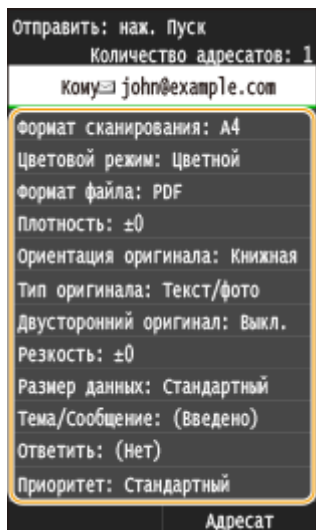 Отправить: наж. Пуск
Количество адресатов: 1
Кому john@example.com
Формат сканирования: A4
Цветовой режим: Цветной
Формат файла: PDF
Плотность: ±0
Ориентация оригинала: Книжная
Тип оригинала: Текст/фото
Двусторонний оригинал: Выкл.
Резкость: ±0
Размер данных: Стандартный
Тема/Сообщение: (Введено)
Ответить: (Нет)
Приоритет: Стандартный
Адресат